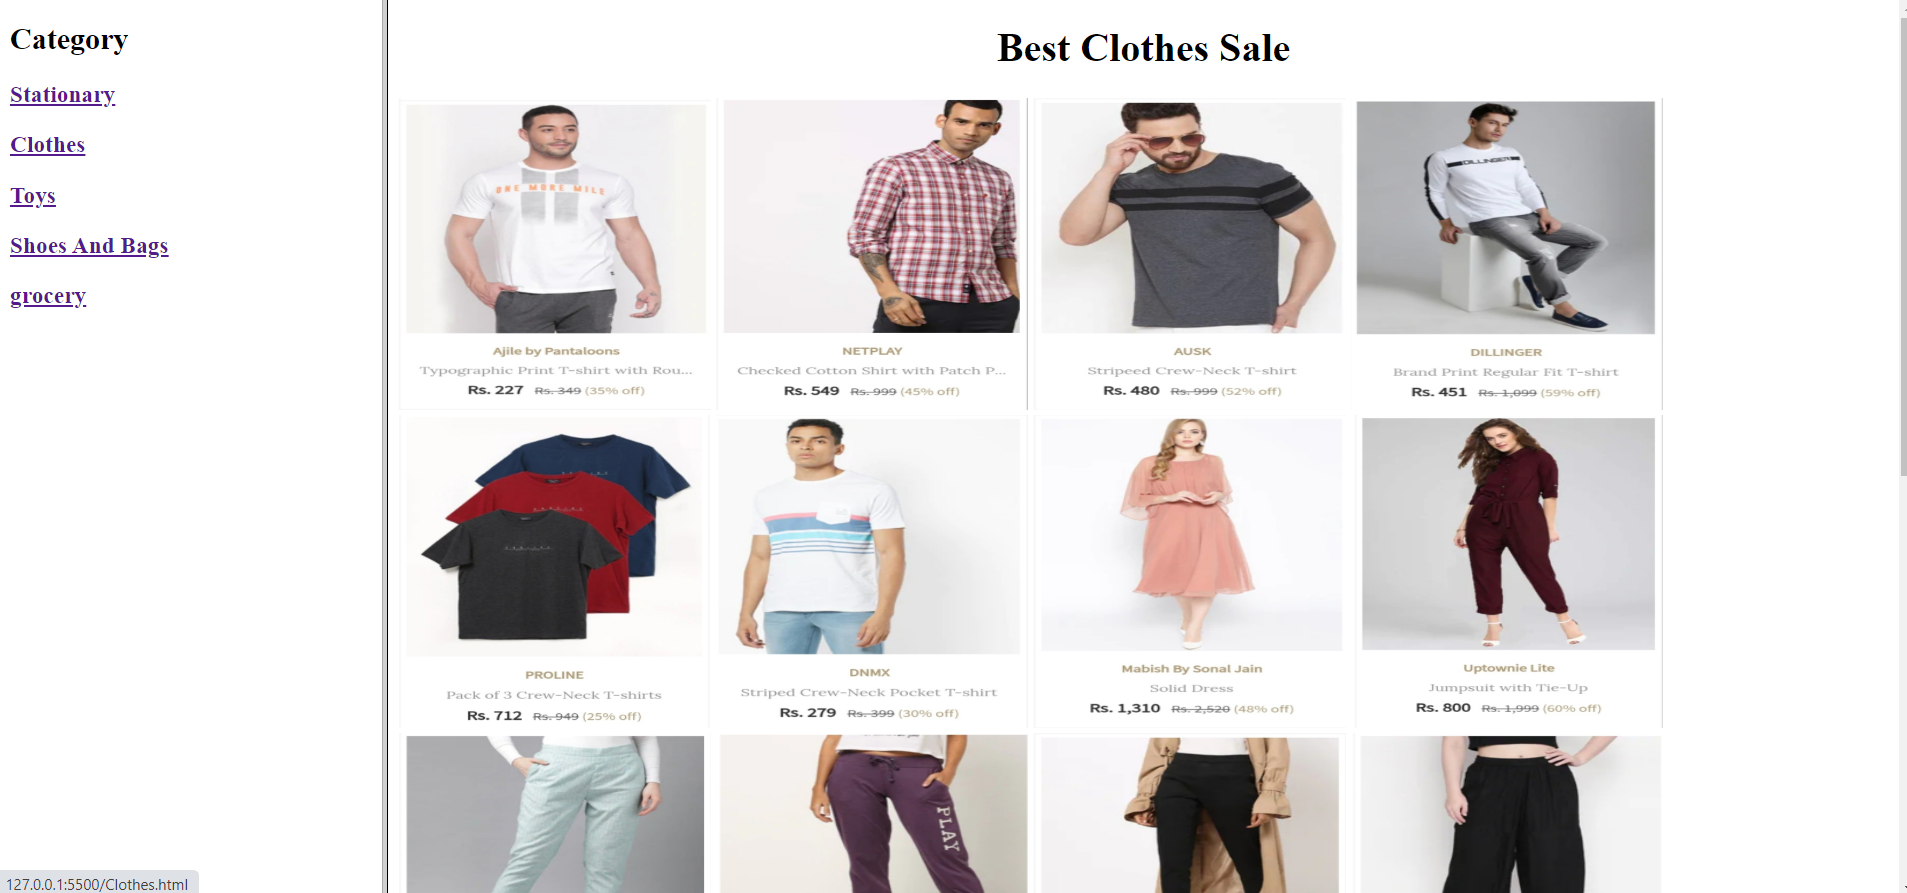 Category
Stationary
Clothes
Toys
Shoes And Bags
grocery
Best Clothes Sale
ONE MORE MILE
DILLINGER
Ajile by Pantaloons
Typographic Print T-shirt with Rou...
Rs. 227 Rs. 349 (35% off)
NETPLAY
Checked Cotton Shirt with Patch P...
Rs. 549 Rs. 999 (45% off)
AUSK
Stripeed Crew-Neck T-shirt
Rs. 480 Rs. 999 (52% off)
DILLINGER
Brand Print Regular Fit T-shirt
Rs. 451 Rs. 1,099 (59% off)
PROLINE
Pack of 3 Crew-Neck T-shirts
Rs. 712 Rs. 949 (25% off)
DNMX
Striped Crew-Neck Pocket T-shirt
Rs. 279 Rs. 399 (30% off)
Mabish By Sonal Jain
Solid Dress
Rs. 1,310 Rs. 2,520 (48% off)
Uptownie Lite
Jumpsuit with Tie-Up
Rs. 800 Rs. 1,999 (60% off)
PLAY
127.0.0.1:5500/Clothes.html